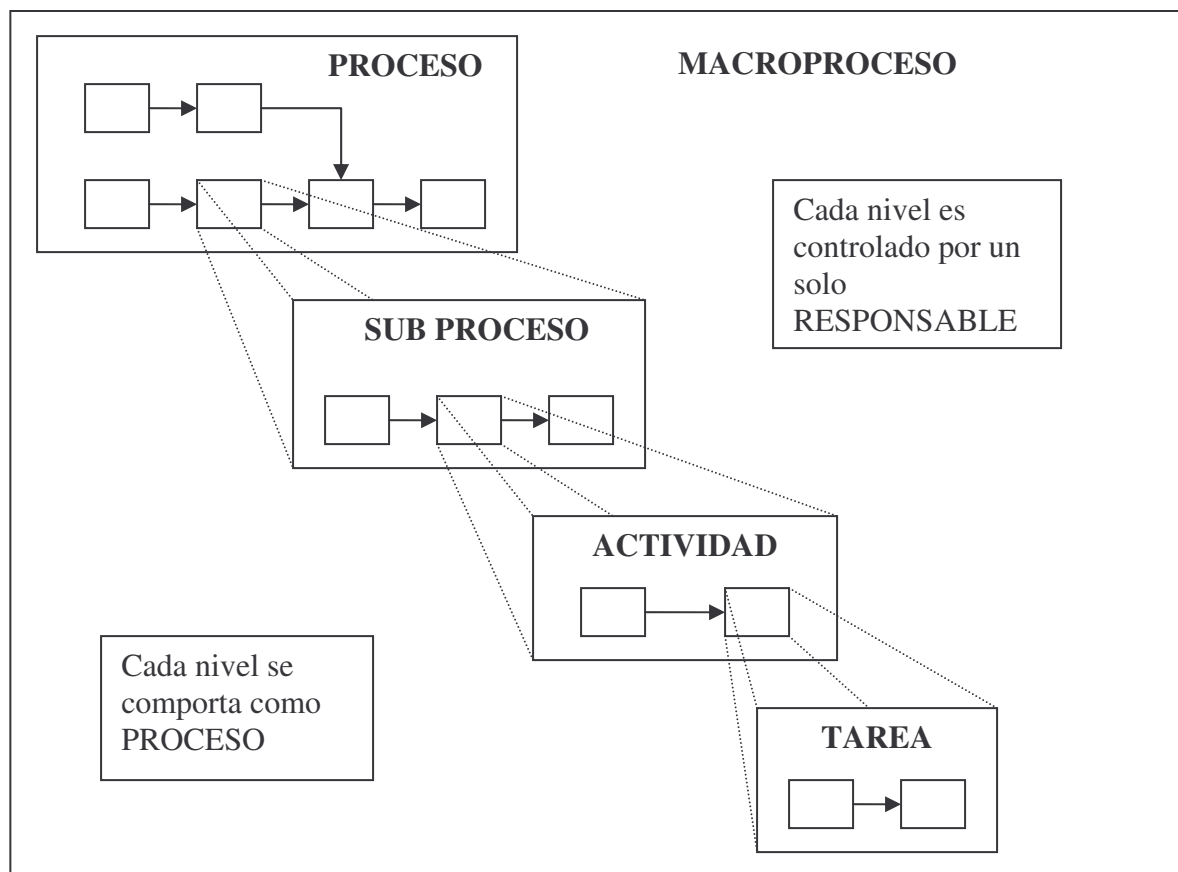 PROCESO
MACROPROCESO
Cada nivel es
controlado por un
solo
RESPONSABLE
SUB PROCESO
ACTIVIDAD
Cada nivel se
comporta como
PROCESO
TAREA